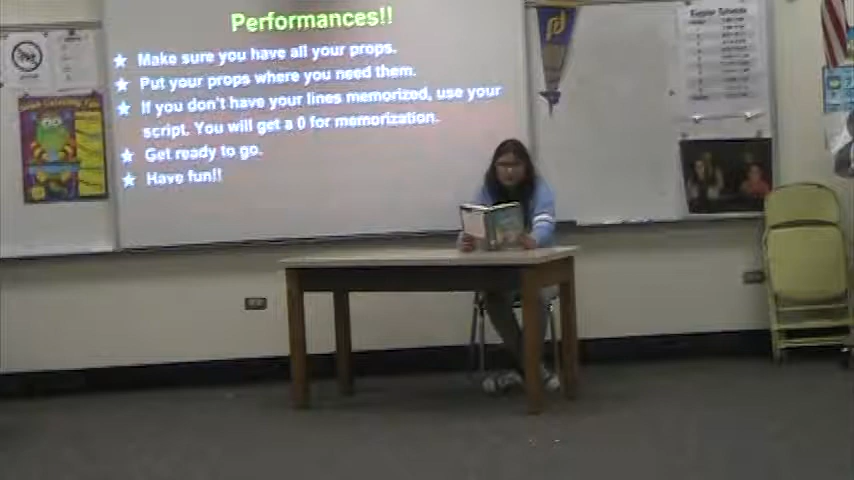 Performances!!
★ Make sure you have all your props.
★ Put your props where you need them.
★ If you don't have your lines memorized, use your
script. You will get a 0 for memorization.
★ Get ready to go.
★ Have fun!!